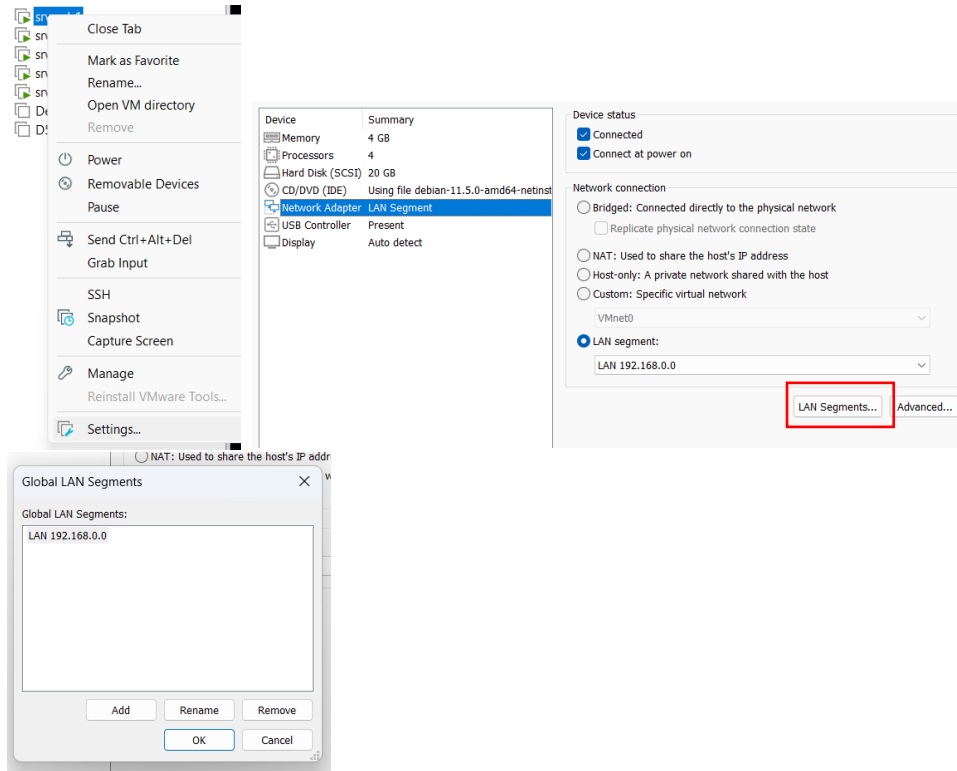 Close Tab
Mark as Favorite
Rename...
Open VM directory
Remove
Power
Removable Devices
Pause
Send Ctrl+Alt+Del
Grab Input
SSH
Snapshot
Capture Screen
Manage
Reinstall VMware Tools...
Settings...
Device Summary
Memory 4 GB
Processors 4
Hard Disk (SCSI) 20 GB
CD/DVD (IDE) Using file debian-11.5.0-amd64-netinst
Network Adapter LAN Segment
USB Controller Present
Display Auto detect
Device status
Connected
Connect at power on
Network connection
Bridged: Connected directly to the physical network
Replicate physical network connection state
NAT: Used to share the host's IP address
Host-only: A private network shared with the host
Custom: Specific virtual network
VMnet0
LAN segment:
LAN 192.168.0.0
LAN Segments... Advanced...
NAT: Used to share the host's IP addr
Global LAN Segments
Global LAN Segments:
LAN 192.168.0.0
Add Rename Remove
OK Cancel